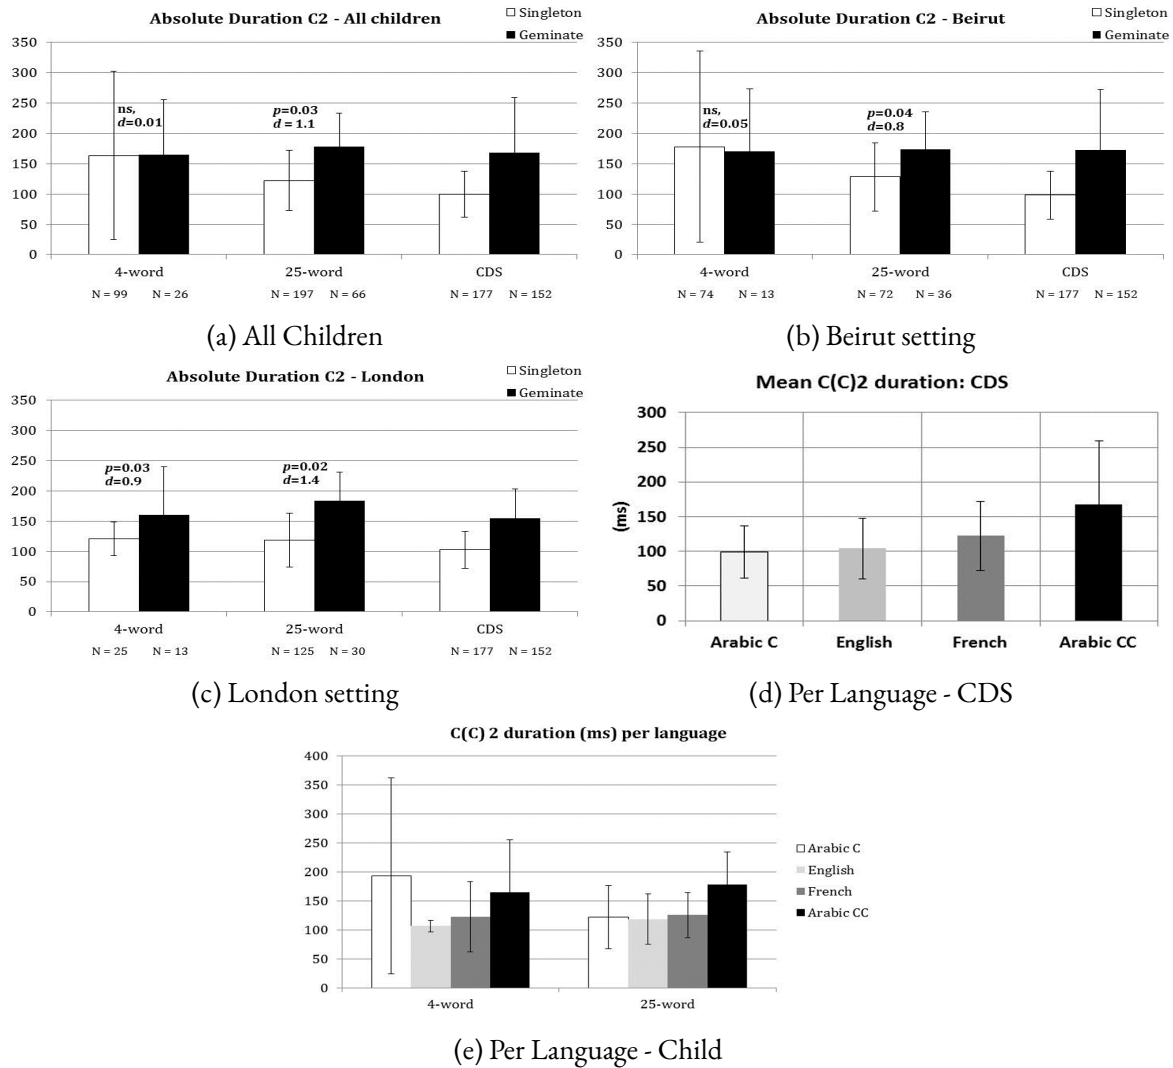 Absolute Duration C2 - All children
Singleton
Geminate
350
300
250
200
150
100
50
0
ns,
d=0.01
p=0.03
d = 1.1
4-word
25-word
CDS
N = 99 N = 26
N = 197 N = 66
N = 177 N = 152
(a) All Children
Absolute Duration C2 - Beirut
Singleton
Geminate
350
300
250
200
150
100
50
0
ns,
d=0.05
p=0.04
d=0.8
4-word
25-word
CDS
N = 74 N = 13
N = 72 N = 36
N = 177 N = 152
(b) Beirut setting
Absolute Duration C2 - London
Singleton
Geminate
350
300
250
200
150
100
50
0
p=0.03
d=0.9
p=0.02
d=1.4
4-word
25-word
CDS
N = 25 N = 13
N = 125 N = 30
N = 177 N = 152
(c) London setting
Mean C(C)2 duration: CDS
(ms)
300
250
200
150
100
50
0
Arabic C
English
French
Arabic CC
(d) Per Language - CDS
C(C) 2 duration (ms) per language
400
350
300
250
200
150
100
50
0
4-word
25-word
Arabic C
English
French
Arabic CC
(e) Per Language - Child